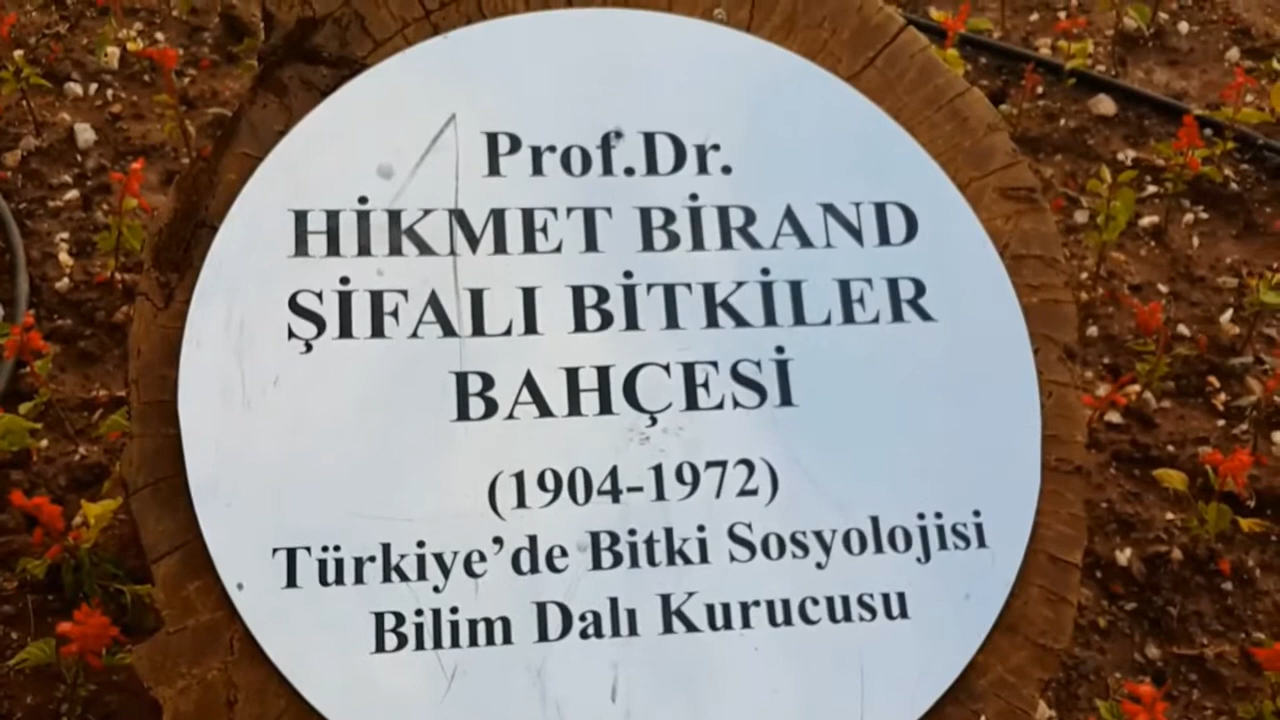 Prof.Dr.
HİKMET BİRAND
ŞİFALI BİTKİLER
BAHÇESİ
(1904-1972)
Türkiye’de Bitki Sosyolojisi
Bilim Dalı Kurucusu